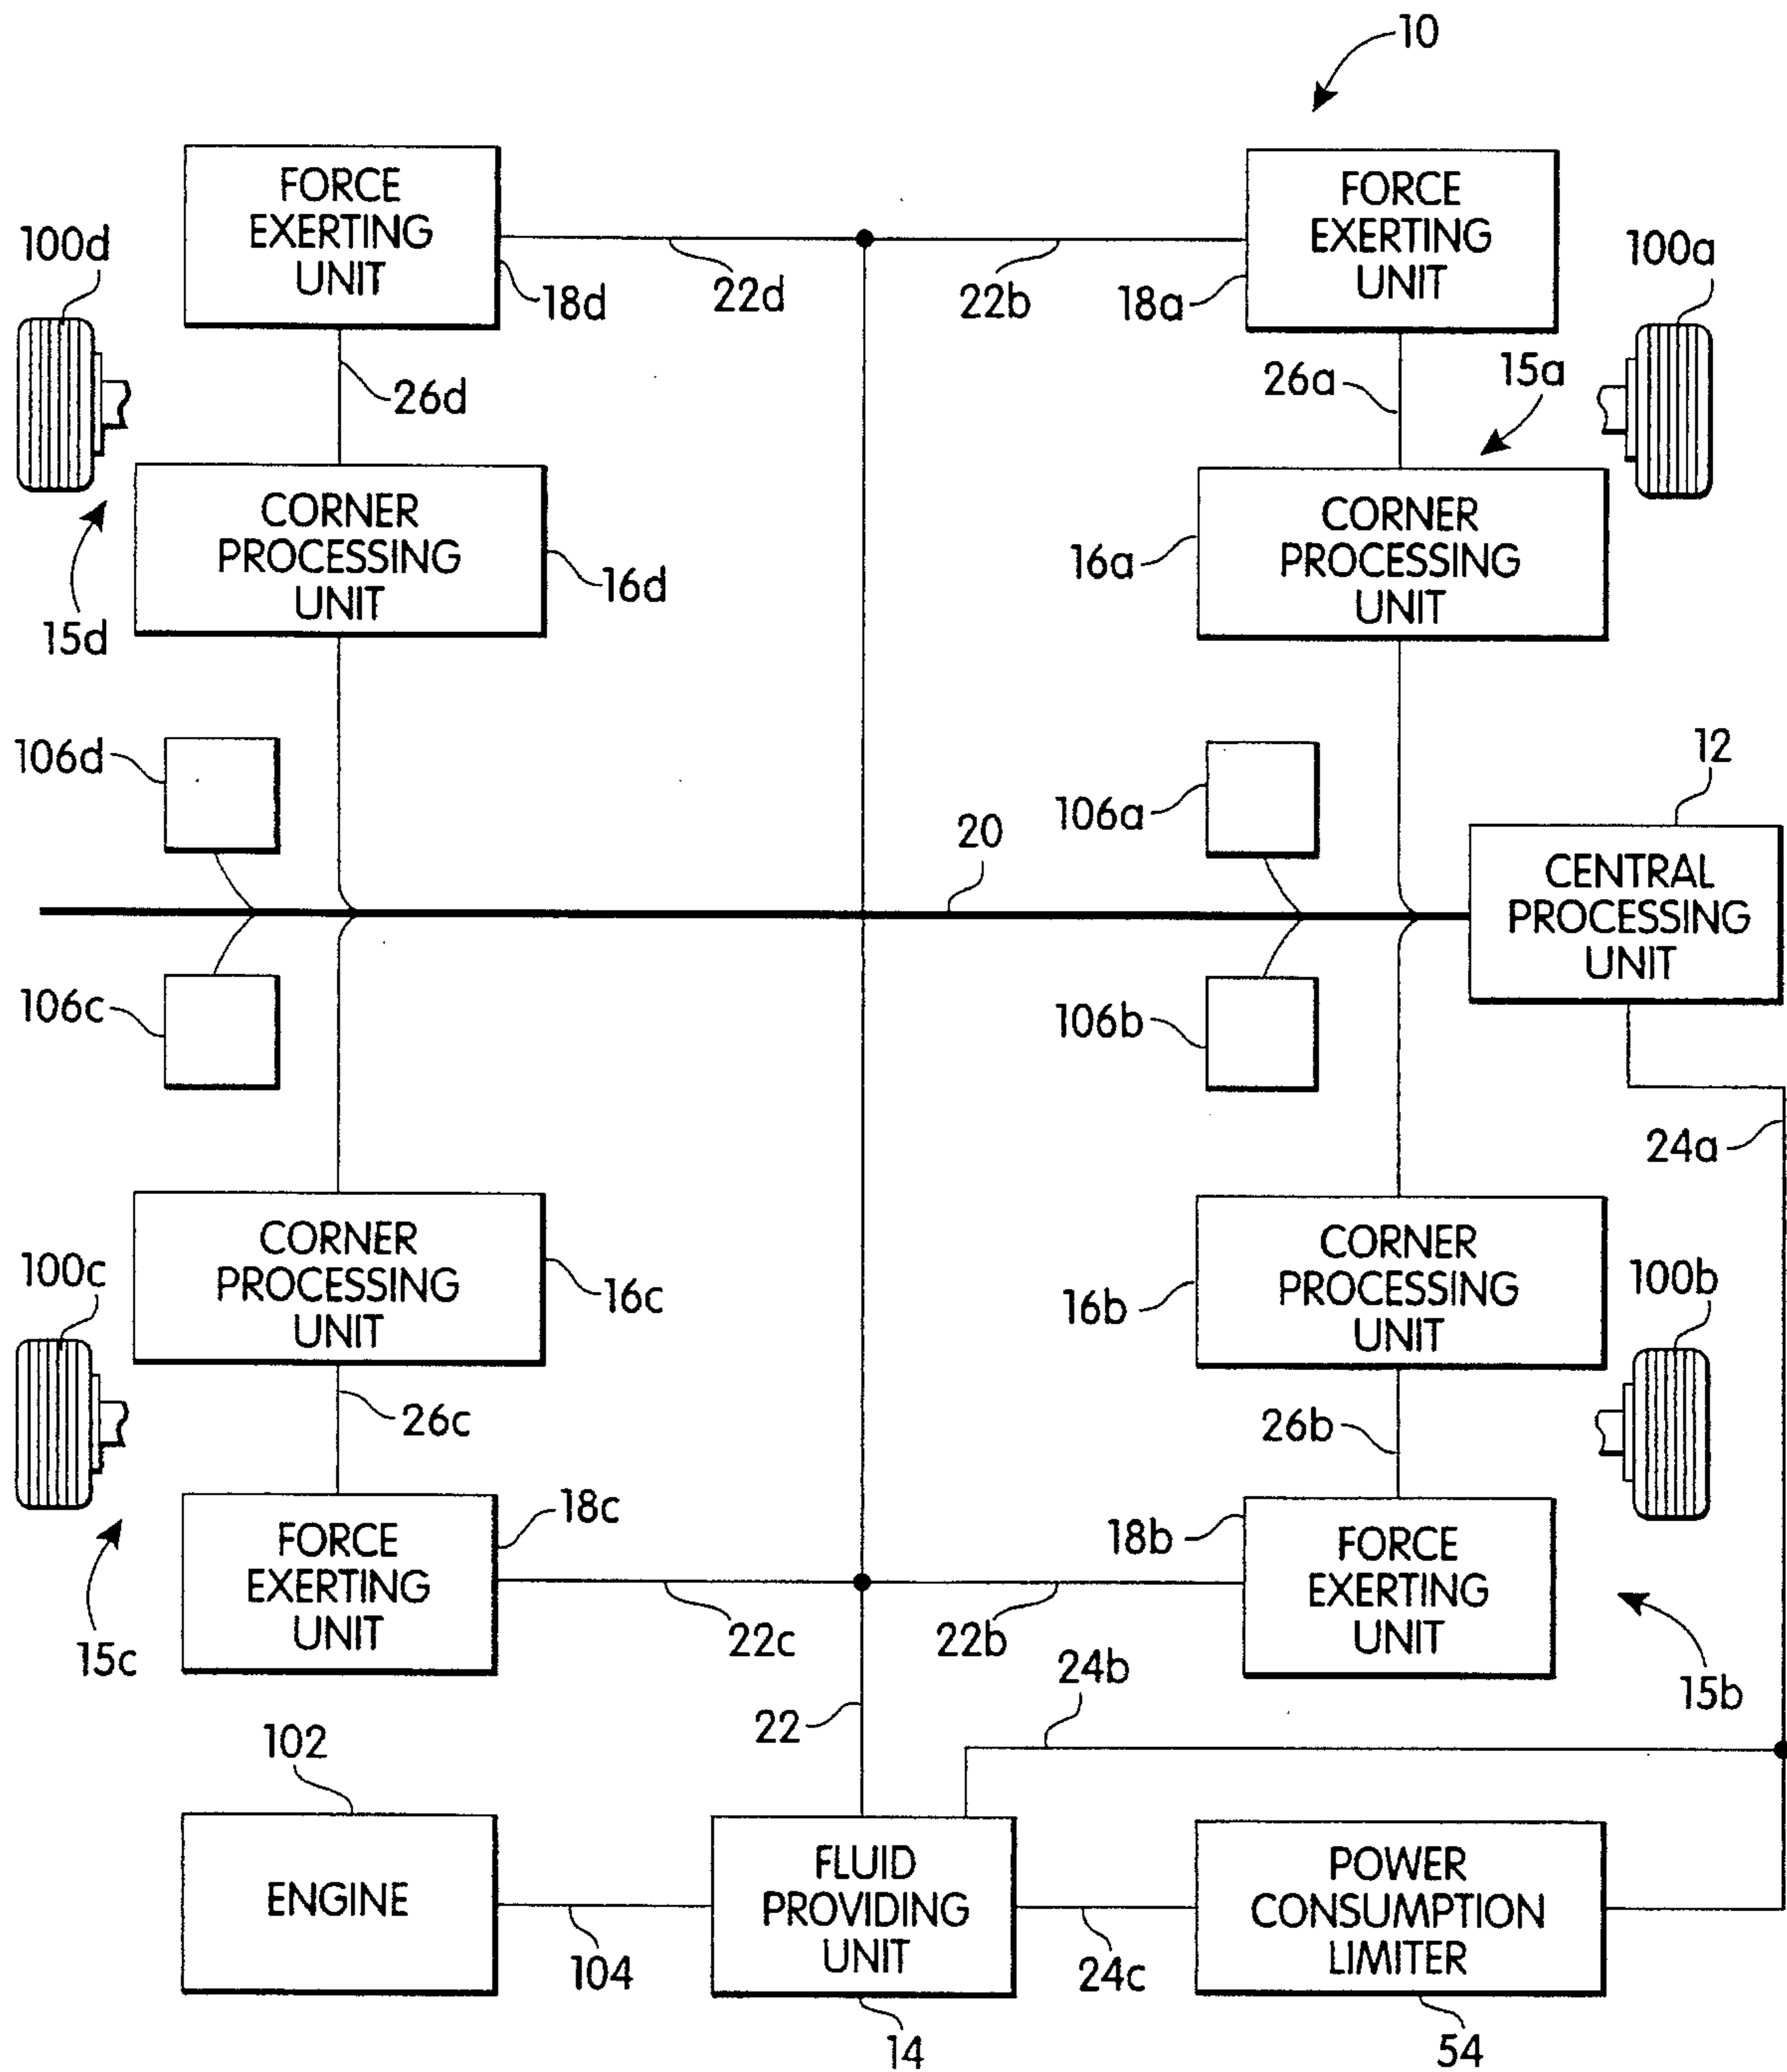 10
FORCE
EXERTING
UNIT
FORCE
EXERTING
UNIT
100d
18d
22d
22b
18a
100a
26d
26a
15a
CORNER
PROCESSING
UNIT
CORNER
PROCESSING
UNIT
16d
16a
15d
106d
106a
12
20
CENTRAL
PROCESSING
UNIT
106c
106b
24a
CORNER
PROCESSING
UNIT
CORNER
PROCESSING
UNIT
100c
16c
16b
100b
26c
26b
18c
18b
FORCE
EXERTING
UNIT
FORCE
EXERTING
UNIT
22c
22b
15c
24b
15b
22
102
ENGINE
FLUID
PROVIDING
UNIT
POWER
CONSUMPTION
LIMITER
104
24c
14
54